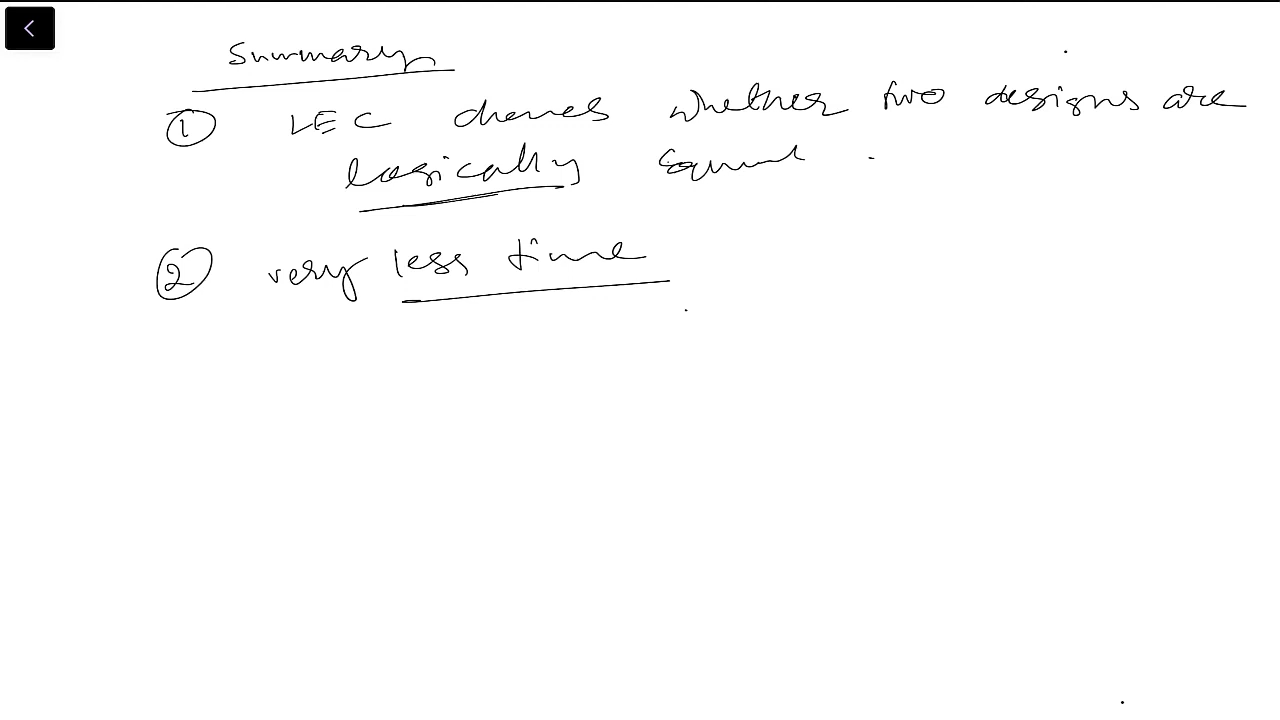 Summary
① LEC checks whether two designs are
logically equal.
② very less time